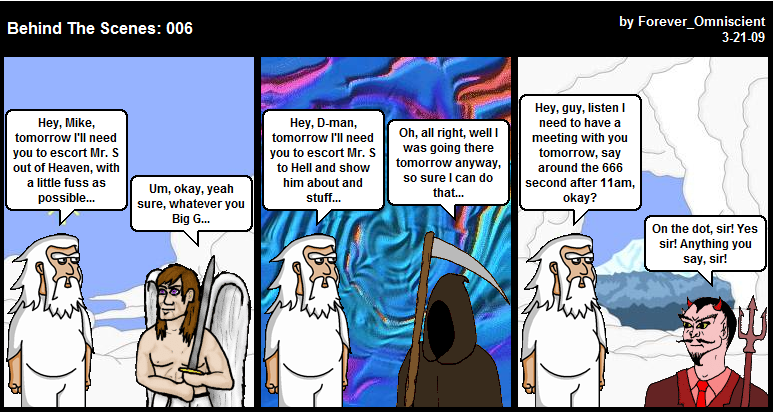 Behind The Scenes: 006
by Forever_Omniscient
3-21-09
Hey, Mike,
tomorrow I'll need
you to escort Mr. S
out of Heaven, with
a little fuss as
possible...
Um, okay, yeah
sure, whatever you
Big G...
Hey, D-man,
tomorrow I'll need
you to escort Mr. S
to Hell and show
him about and
stuff...
Oh, all right, well I
was going there
tomorrow anyway,
so sure I can do
that...
Hey, guy, listen I
need to have a
meeting with you
tomorrow, say
around the 666
second after 11am,
okay?
On the dot, sir! Yes
sir! Anything you
say, sir!